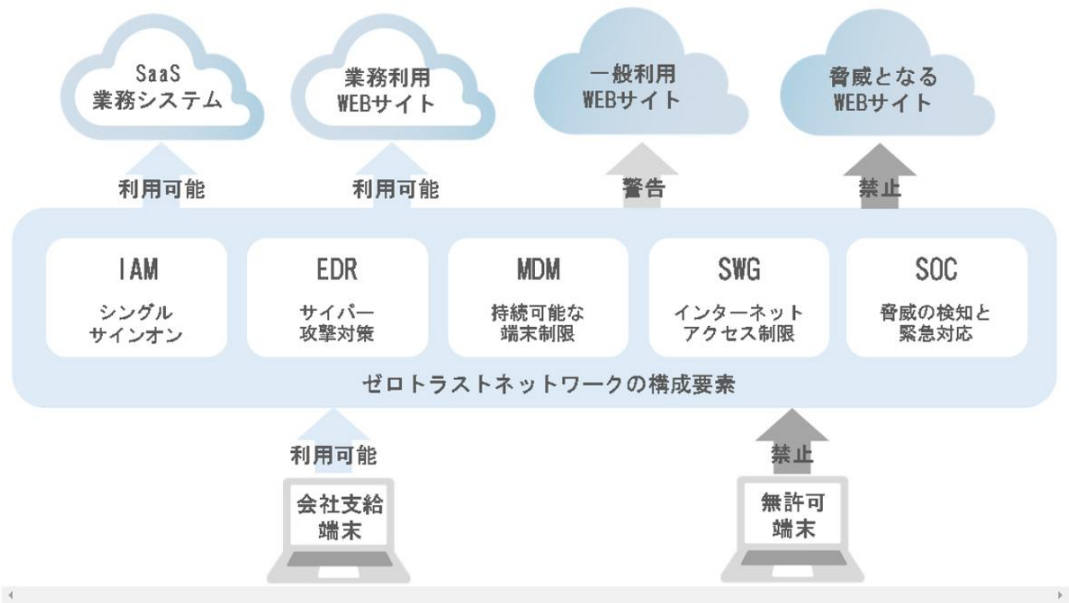 SaaS
業務システム
業務利用
WEBサイト
一般利用
WEBサイト
脅威となる
WEBサイト
利用可能
利用可能
警告
禁止
IAM
シングル
サインオン
EDR
サイバー
攻撃対策
MDM
持続可能な
端末制限
SWG
インターネット
アクセス制限
SOC
脅威の検知と
緊急対応
ゼロトラストネットワークの構成要素
利用可能
禁止
会社支給
端末
無許可
端末